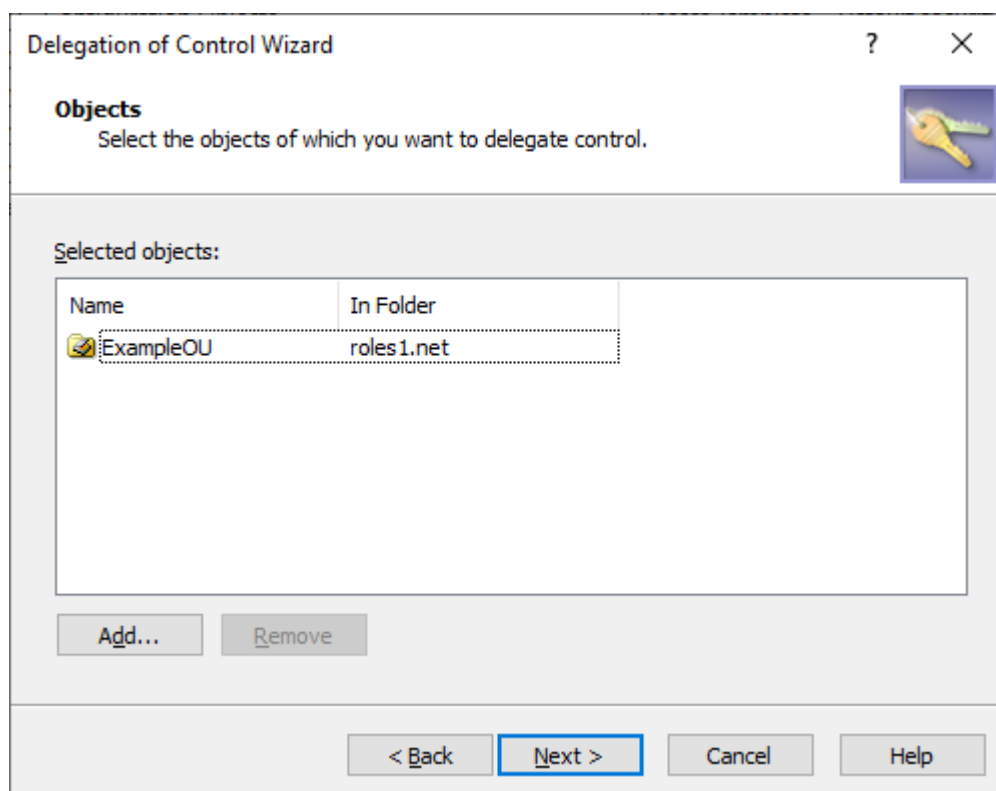 Delegation of Control Wizard ?
Objects
Select the objects of which you want to delegate control.
Selected objects:
Name In Folder
ExampleOU roles1.net
Add... Remove
< Back Next > Cancel Help